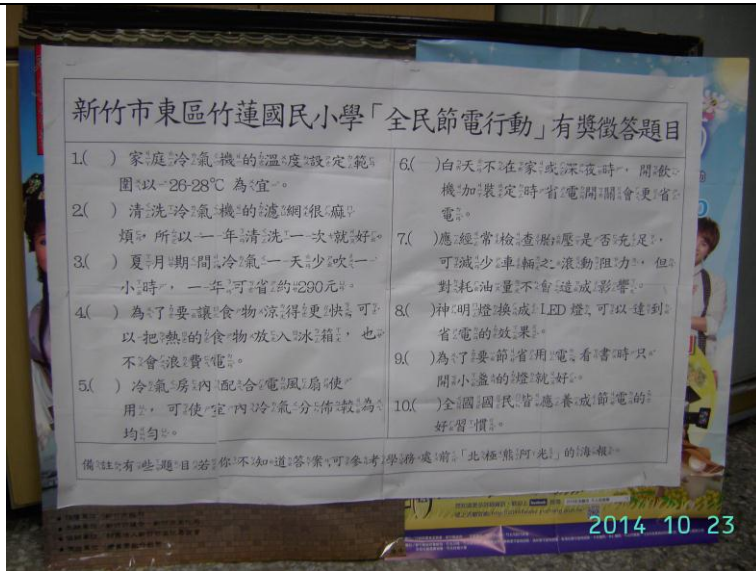 新竹市東區竹蓮國民小學「全民節電行動」有獎徵答題目
1.(　) 家庭冷氣機的溫度設定範
圍以 26-28℃ 為宜。
2.(　) 清洗冷氣機的濾網很麻
煩，所以一年清洗一次就好。
3.(　) 夏月期間冷氣一天少吹一
小時，一年可省約290元。
4.(　) 為了要讓食物涼得更快可
以把熱的食物放入冰箱，也
不會浪費電。
5.(　) 冷氣房內配合電風扇使
用，可使室內冷氣分佈較為
均勻。
6.(　)白天不在家或深夜時，開飲
機加裝定時省電開關會更省
電。
7.(　)應經常檢查胎壓是否充足，
可減少車輛之滾動阻力，但
對耗油量不會造成影響。
8.(　)神明燈換成 LED 燈，可以達到
省電的效果。
9.(　)為了要節省用電，看書時只
開小盞的燈就好。
10.(　)全國國民皆應養成節電的
好習慣。
備註:有些題目若你不知道答案,可參考學務處前「北極熊阿光」的海報。
2014 10 23